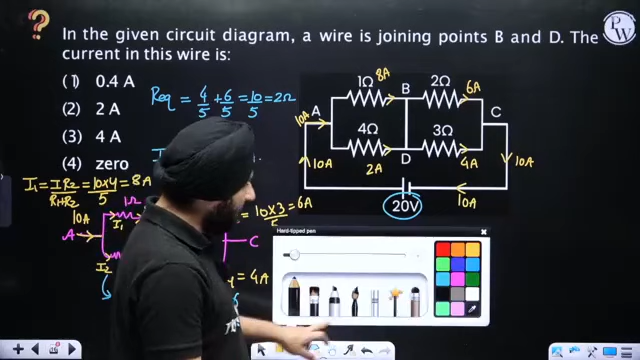 In the given circuit diagram, a wire is joining points B and D. The
current in this wire is:
(1) 0.4 A
(2) 2 A
(3) 4 A
(4) zero
Req = 4/5 + 6/5 = 10/5 = 2Ω
I₁ = IR₂/R₁+R₂ = 10×4/5 = 8A
10A
A
I₁
1Ω
I₂
= 10×3/5 = 6A
C
= 4A
1Ω 8A B 2Ω 6A
10A A C
4Ω 3Ω
10A 2A D 4A 10A
20V 10A
Hard-tipped pen
PW